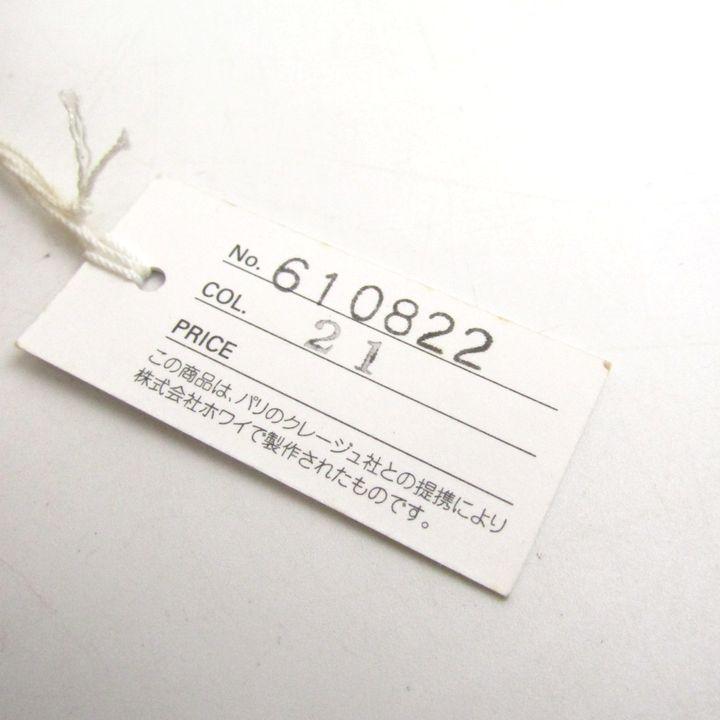 No. 610822
COL. 21
PRICE
この商品は、パリのクレージュ社との提携により
株式会社ホワイで製作されたものです。